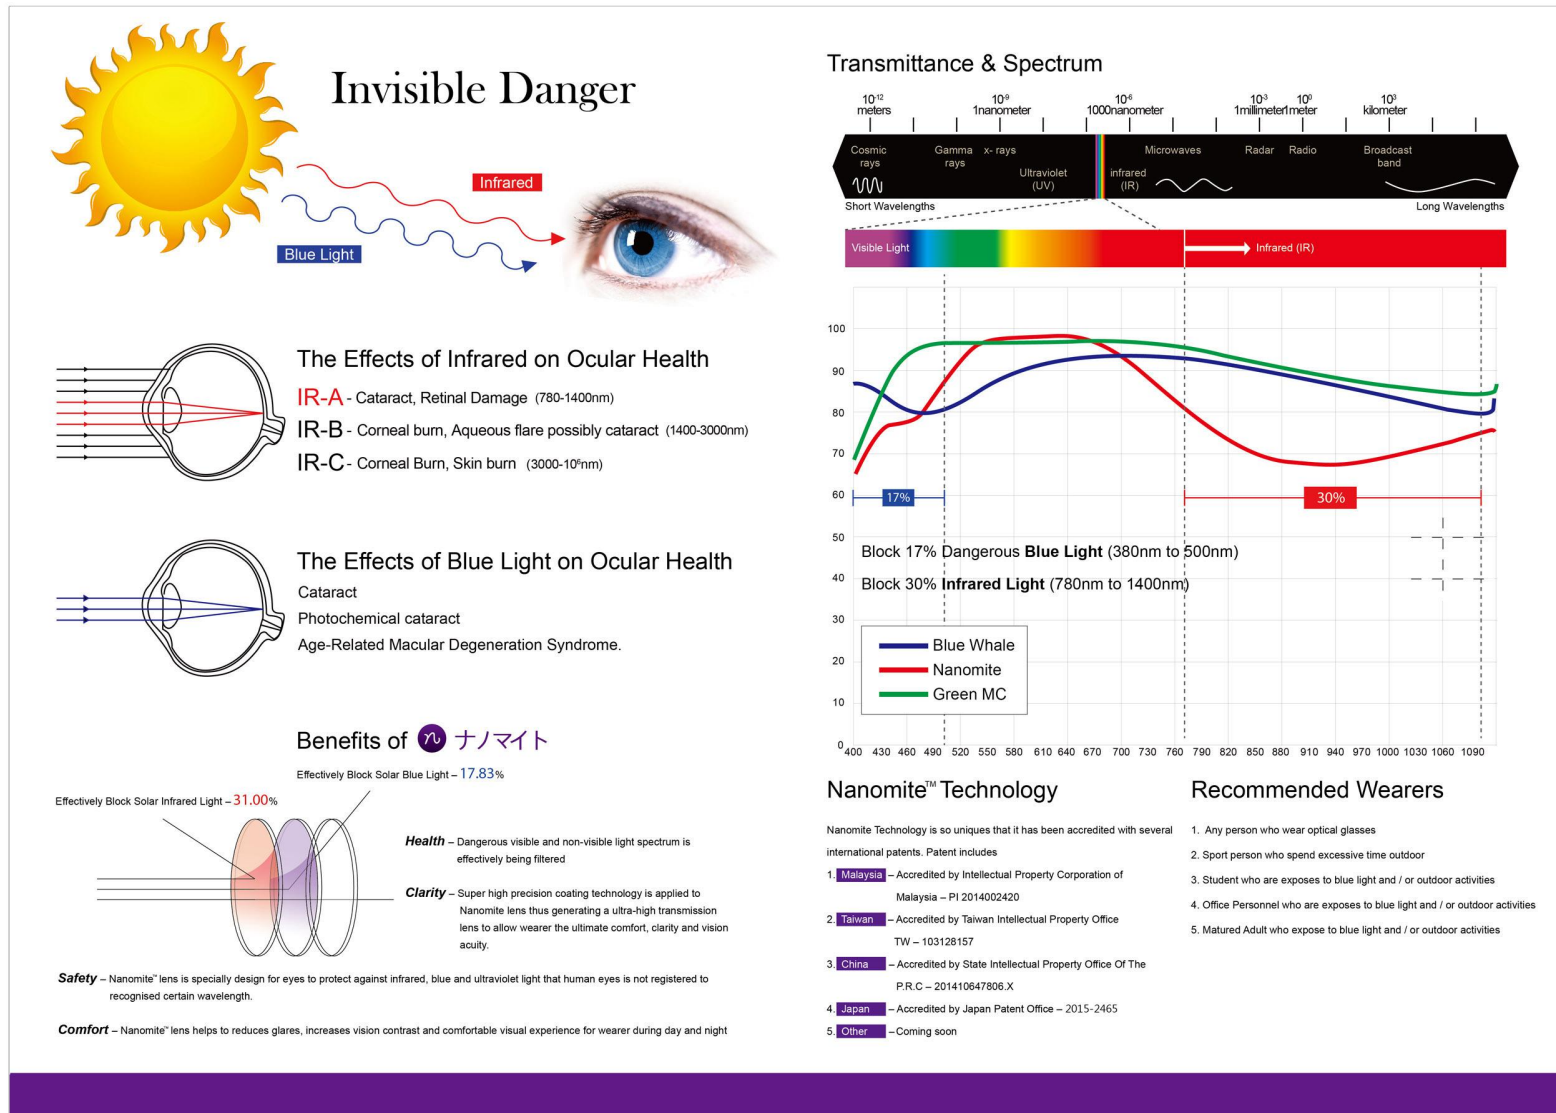 Invisible Danger
Infrared
Blue Light
The Effects of Infrared on Ocular Health
IR-A - Cataract, Retinal Damage (780-1400nm)
IR-B - Corneal burn, Aqueous flare possibly cataract (1400-3000nm)
IR-C - Corneal Burn, Skin burn (3000-10⁶nm)
The Effects of Blue Light on Ocular Health
Cataract
Photochemical cataract
Age-Related Macular Degeneration Syndrome.
Benefits of n ナノマイト
Effectively Block Solar Blue Light – 17.83%
Effectively Block Solar Infrared Light – 31.00%
Health – Dangerous visible and non-visible light spectrum is
effectively being filtered
Clarity – Super high precision coating technology is applied to
Nanomite lens thus generating a ultra-high transmission
lens to allow wearer the ultimate comfort, clarity and vision
acuity.
Safety – Nanomite™ lens is specially design for eyes to protect against infrared, blue and ultraviolet light that human eyes is not registered to
recognised certain wavelength.
Comfort – Nanomite™ lens helps to reduces glares, increases vision contrast and comfortable visual experience for wearer during day and night
Transmittance & Spectrum
10⁻¹² 10⁻⁹ 10⁻⁶ 10⁻³ 10⁰ 10³
meters 1nanometer 1000nanometer 1millimeter 1meter kilometer
Cosmic rays Gamma rays x- rays Ultraviolet (UV) infrared (IR) Microwaves Radar Radio Broadcast band
Short Wavelengths Long Wavelengths
Visible Light Infrared (IR)
100
90
80
70
60
17% 30%
50
Block 17% Dangerous Blue Light (380nm to 500nm)
40
Block 30% Infrared Light (780nm to 1400nm)
30
Blue Whale
20
Nanomite
Green MC
10
0
400 430 460 490 520 550 580 610 640 670 700 730 760 790 820 850 880 910 940 970 1000 1030 1060 1090
Nanomite™ Technology
Nanomite Technology is so uniques that it has been accredited with several
international patents. Patent includes
1. Malaysia – Accredited by Intellectual Property Corporation of
Malaysia – PI 2014002420
2. Taiwan – Accredited by Taiwan Intellectual Property Office
TW – 103128157
3. China – Accredited by State Intellectual Property Office Of The
P.R.C – 201410647806.X
4. Japan – Accredited by Japan Patent Office – 2015-2465
5. Other – Coming soon
Recommended Wearers
1. Any person who wear optical glasses
2. Sport person who spend excessive time outdoor
3. Student who are exposes to blue light and / or outdoor activities
4. Office Personnel who are exposes to blue light and / or outdoor activities
5. Matured Adult who expose to blue light and / or outdoor activities